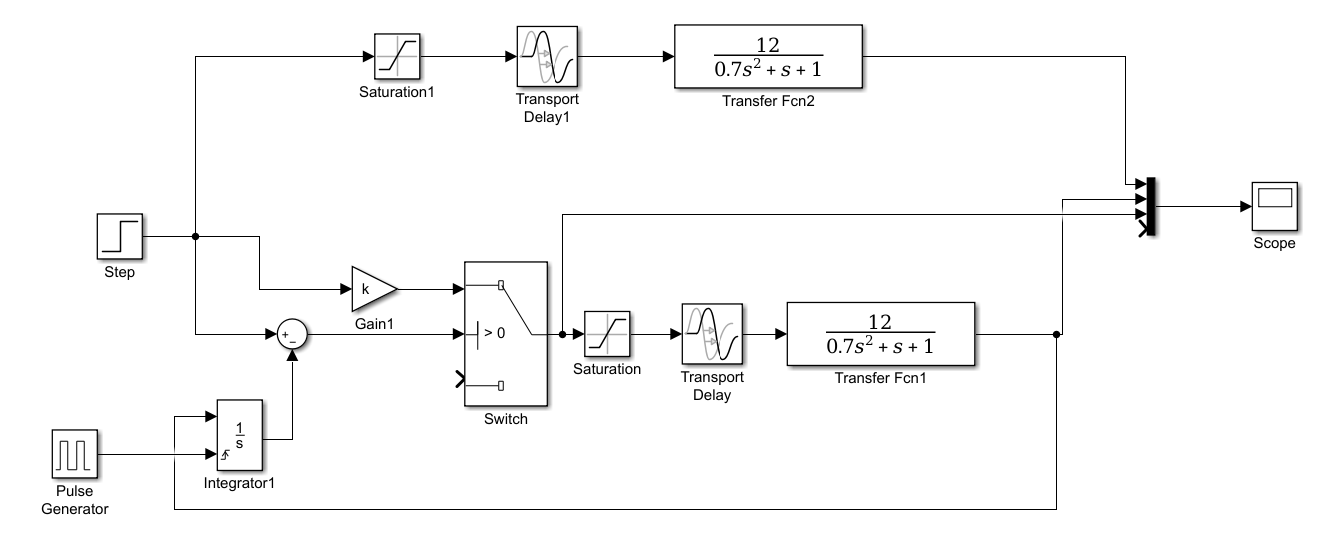 12
0.7s² + s + 1
Saturation1
Transport
Delay1
Transfer Fcn2
Step
k
Gain1
+
−
> 0
Switch
Saturation
Transport
Delay
12
0.7s² + s + 1
Transfer Fcn1
Scope
1
s
Integrator1
Pulse
Generator